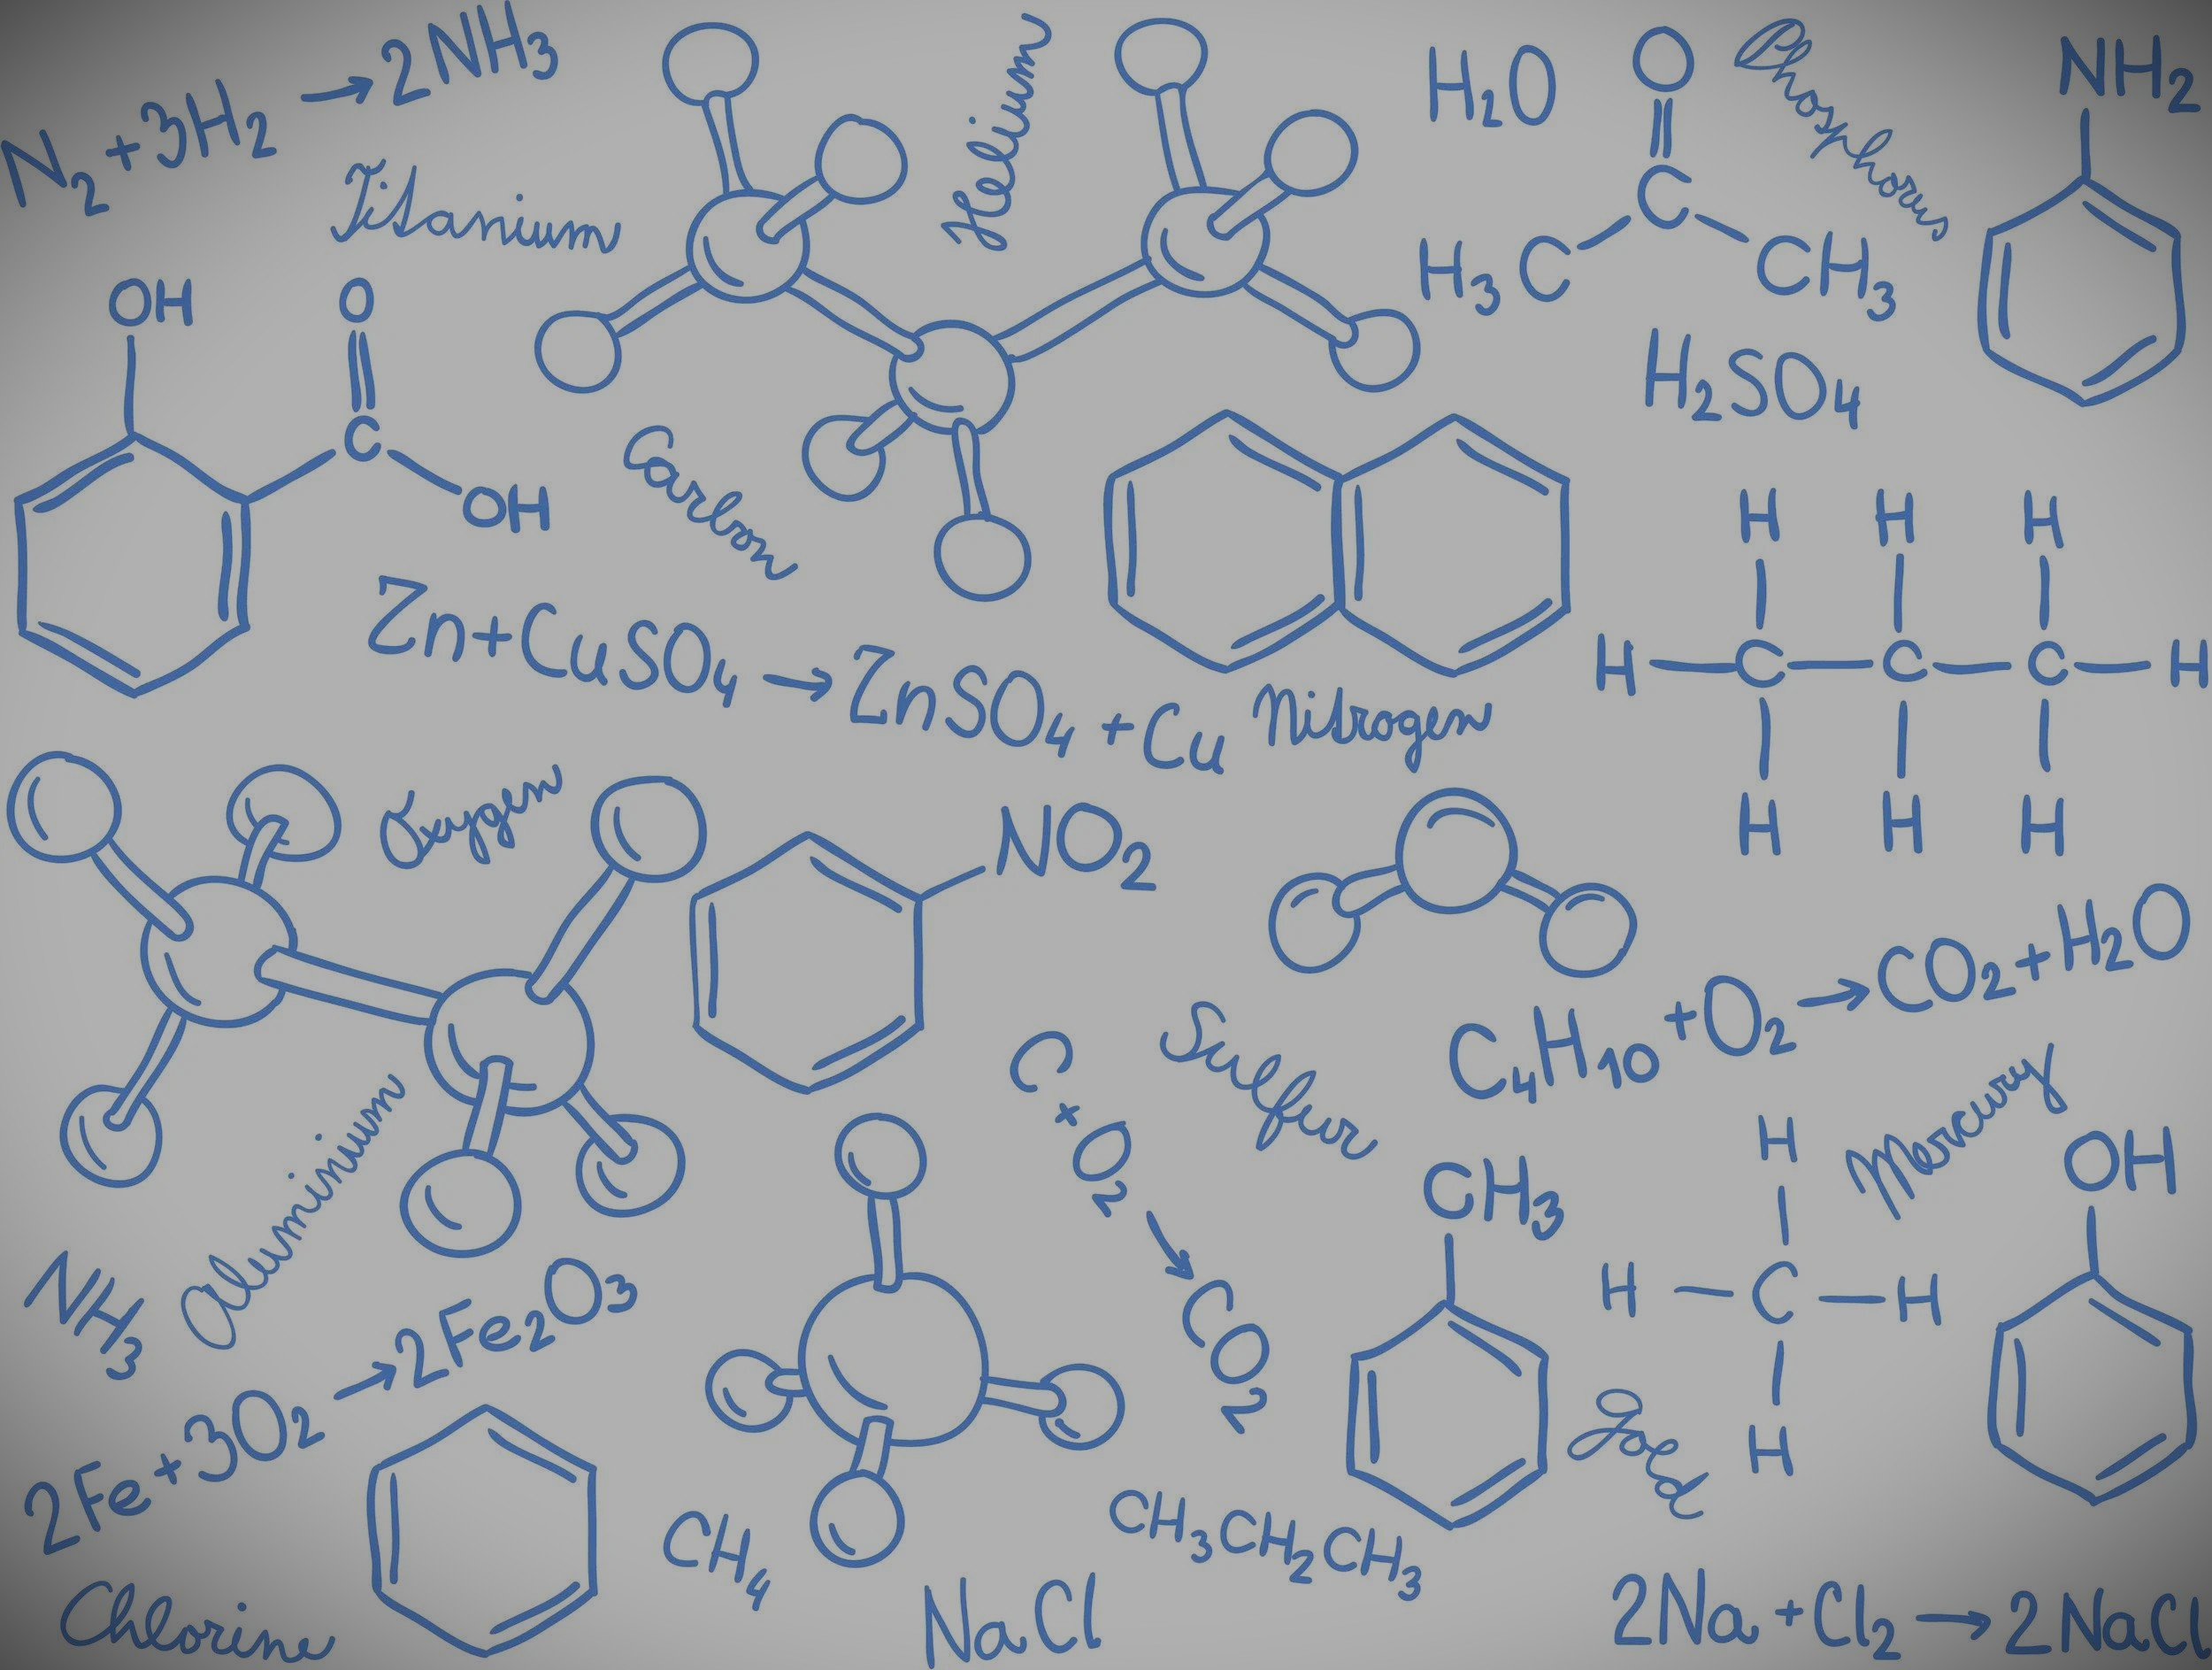 N2+3H2→2NH3
Titanium
Helium
H2O
O
C
H3C
CH3
Phosphorus
NH2
OH
O
C
OH
H2SO4
Carbon
Zn+CuSO4→ZnSO4+Cu
Nitrogen
H H H
H C C C H
H H H
Oxygen
NO2
C4H10+O2→CO2+H2O
Sulfur
C+O2→CO2
Mercury
Aluminium
NH3
2Fe+3O2→2Fe2O3
CH3
H
H C H
H
OH
Gold
CH4
CH3CH2CH3
Chlorine
NaCl
2Na+Cl2→2NaCl